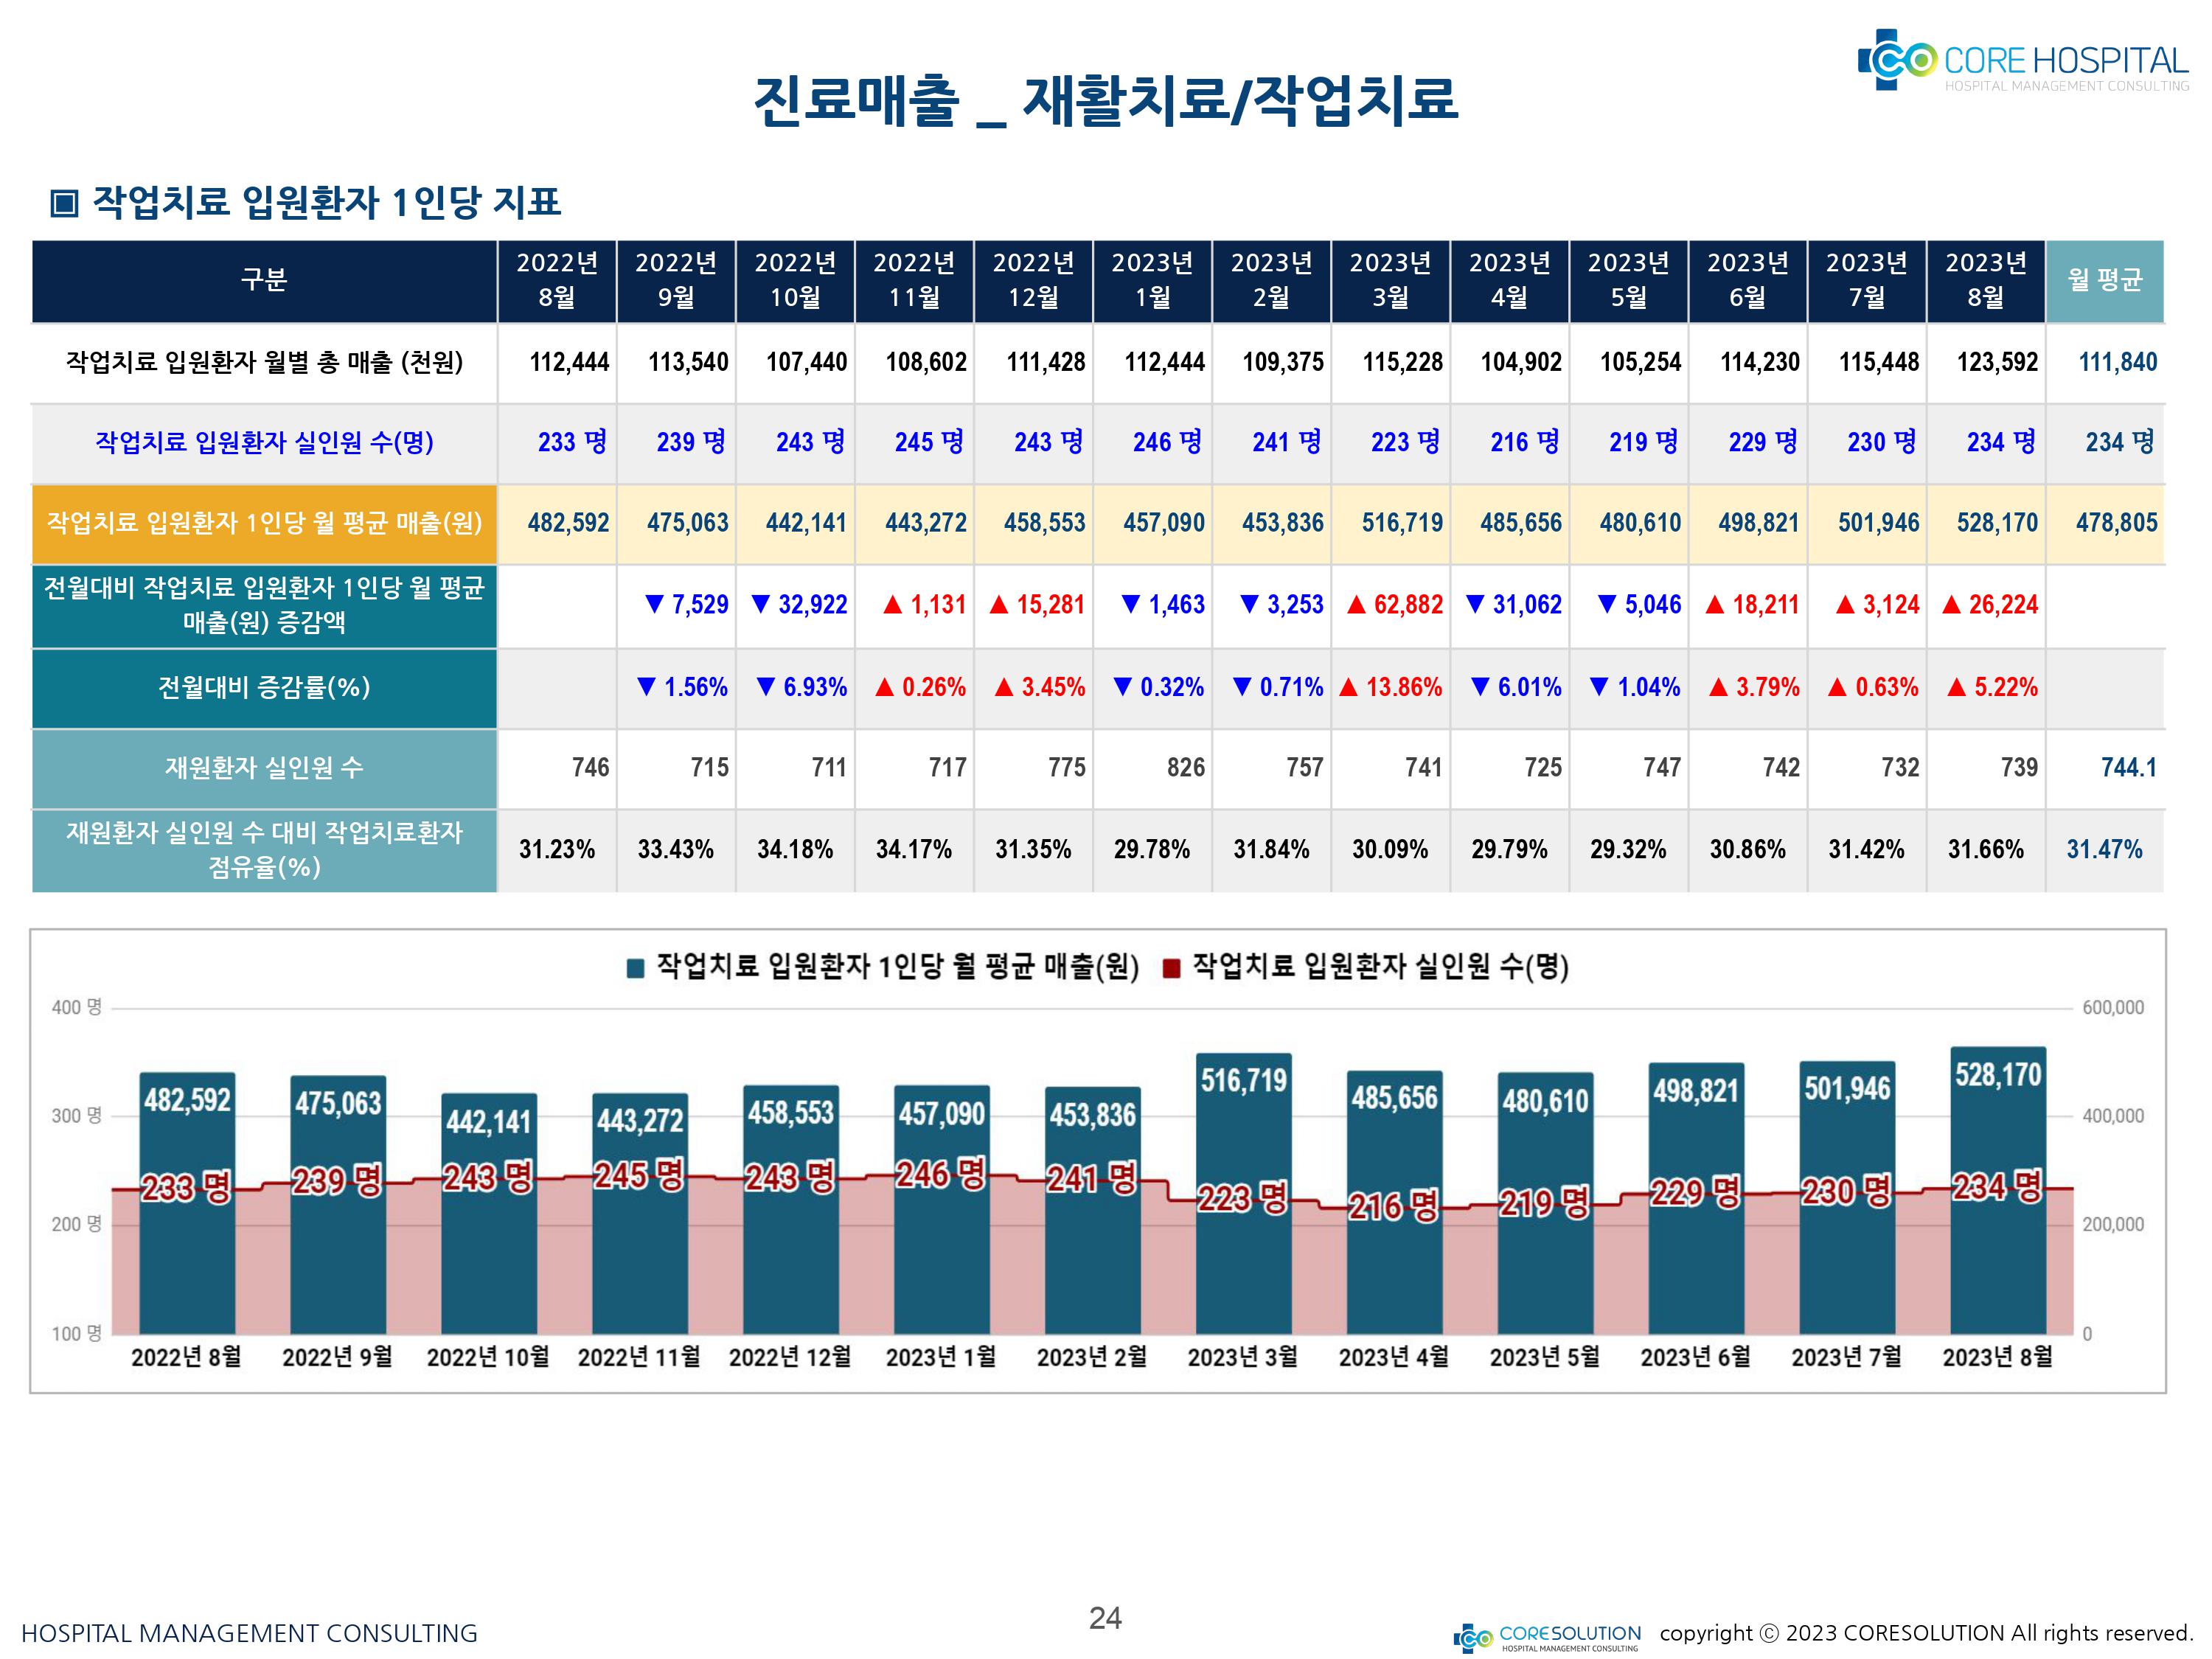 CORE HOSPITAL
HOSPITAL MANAGEMENT CONSULTING
진료매출 _ 재활치료/작업치료
▣ 작업치료 입원환자 1인당 지표
구분 2022년 8월 2022년 9월 2022년 10월 2022년 11월 2022년 12월 2023년 1월 2023년 2월 2023년 3월 2023년 4월 2023년 5월 2023년 6월 2023년 7월 2023년 8월 월 평균
작업치료 입원환자 월별 총 매출 (천원) 112,444 113,540 107,440 108,602 111,428 112,444 109,375 115,228 104,902 105,254 114,230 115,448 123,592 111,840
작업치료 입원환자 실인원 수(명) 233 명 239 명 243 명 245 명 243 명 246 명 241 명 223 명 216 명 219 명 229 명 230 명 234 명 234 명
작업치료 입원환자 1인당 월 평균 매출(원) 482,592 475,063 442,141 443,272 458,553 457,090 453,836 516,719 485,656 480,610 498,821 501,946 528,170 478,805
전월대비 작업치료 입원환자 1인당 월 평균 매출(원) 증감액 ▼ 7,529 ▼ 32,922 ▲ 1,131 ▲ 15,281 ▼ 1,463 ▼ 3,253 ▲ 62,882 ▼ 31,062 ▼ 5,046 ▲ 18,211 ▲ 3,124 ▲ 26,224
전월대비 증감률(%) ▼ 1.56% ▼ 6.93% ▲ 0.26% ▲ 3.45% ▼ 0.32% ▼ 0.71% ▲ 13.86% ▼ 6.01% ▼ 1.04% ▲ 3.79% ▲ 0.63% ▲ 5.22%
재원환자 실인원 수 746 715 711 717 775 826 757 741 725 747 742 732 739 744.1
재원환자 실인원 수 대비 작업치료환자 점유율(%) 31.23% 33.43% 34.18% 34.17% 31.35% 29.78% 31.84% 30.09% 29.79% 29.32% 30.86% 31.42% 31.66% 31.47%
작업치료 입원환자 1인당 월 평균 매출(원) 작업치료 입원환자 실인원 수(명)
400 명 600,000
482,592 475,063 442,141 443,272 458,553 457,090 453,836 516,719 485,656 480,610 498,821 501,946 528,170
300 명 400,000
233 명 239 명 243 명 245 명 243 명 246 명 241 명 223 명 216 명 219 명 229 명 230 명 234 명
200 명 200,000
100 명 0
2022년 8월 2022년 9월 2022년 10월 2022년 11월 2022년 12월 2023년 1월 2023년 2월 2023년 3월 2023년 4월 2023년 5월 2023년 6월 2023년 7월 2023년 8월
HOSPITAL MANAGEMENT CONSULTING
24
CORESOLUTION
HOSPITAL MANAGEMENT CONSULTING
copyright ⓒ 2023 CORESOLUTION All rights reserved.